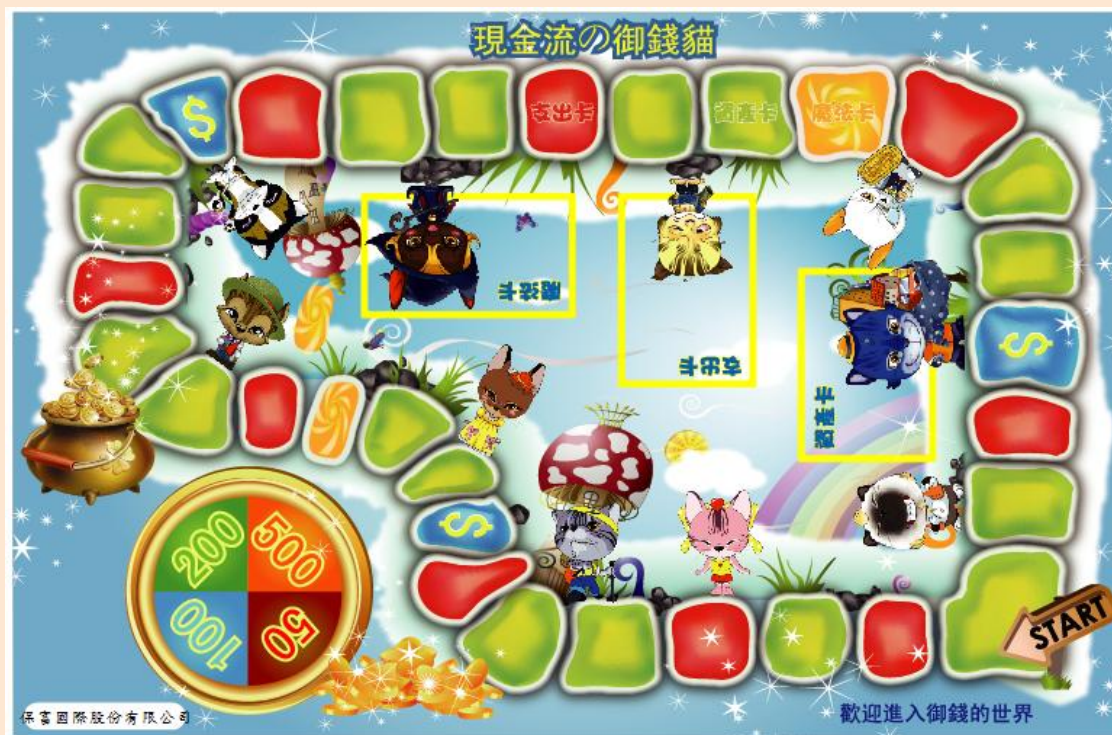 現金流の御錢貓
$
支出卡
資產卡
魔法卡
魔法卡
支出卡
資產卡
$
$
200
500
100
50
START
保富國際股份有限公司
歡迎進入御錢的世界